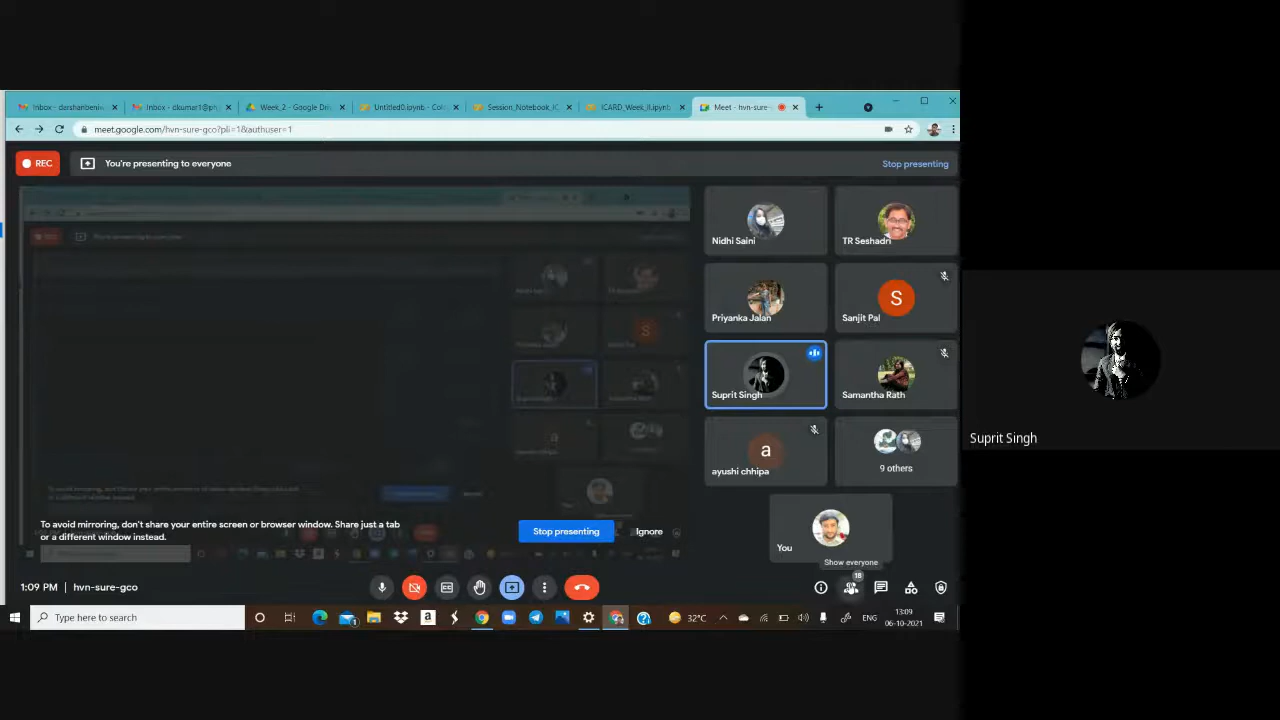 Inbox - darshanbeniw
Inbox - dkumar1@ph
Week_2 - Google Dri
Untitled0.ipynb - Col
Session_Notebook_IC
ICARD_Week_II.ipynb
Meet - hvn-sure-
meet.google.com/hvn-sure-gco?pli=1&authuser=1
REC
You're presenting to everyone
Stop presenting
Nidhi Saini
TR Seshadri
Priyanka Jalan
S
Sanjit Pal
Suprit Singh
Samantha Rath
a
ayushi chhipa
9 others
You
Show everyone
To avoid mirroring, don't share your entire screen or browser window. Share just a tab
or a different window instead.
Stop presenting
Ignore
1:09 PM | hvn-sure-gco
18
Type here to search
32°C
ENG
13:09
06-10-2021
Suprit Singh